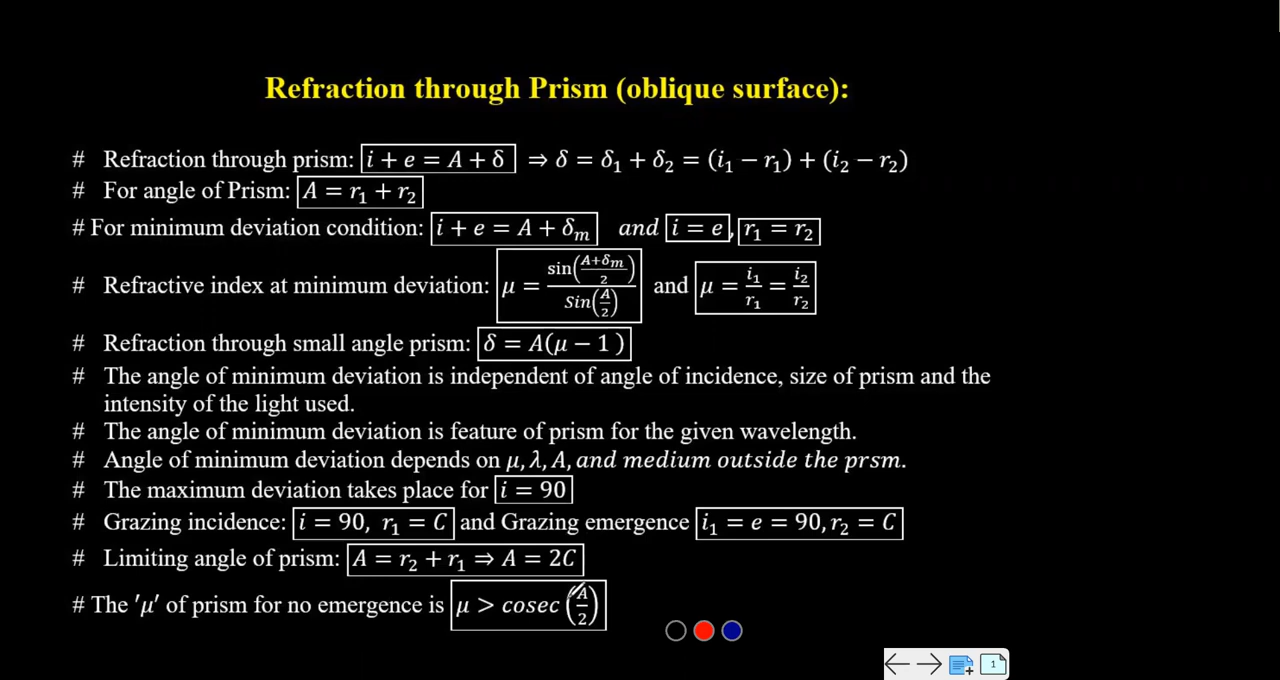 Refraction through Prism (oblique surface):
# Refraction through prism: i + e = A + δ ⇒ δ = δ₁ + δ₂ = (i₁ − r₁) + (i₂ − r₂)
# For angle of Prism: A = r₁ + r₂
# For minimum deviation condition: i + e = A + δₘ and i = e, r₁ = r₂
# Refractive index at minimum deviation: μ = sin((A+δₘ)/2) / Sin(A/2) and μ = i₁/r₁ = i₂/r₂
# Refraction through small angle prism: δ = A(μ − 1 )
# The angle of minimum deviation is independent of angle of incidence, size of prism and the
intensity of the light used.
# The angle of minimum deviation is feature of prism for the given wavelength.
# Angle of minimum deviation depends on μ, λ, A, and medium outside the prsm.
# The maximum deviation takes place for i = 90
# Grazing incidence: i = 90, r₁ = C and Grazing emergence i₁ = e = 90, r₂ = C
# Limiting angle of prism: A = r₂ + r₁ ⇒ A = 2C
# The 'μ' of prism for no emergence is μ > cosec (A/2)
1